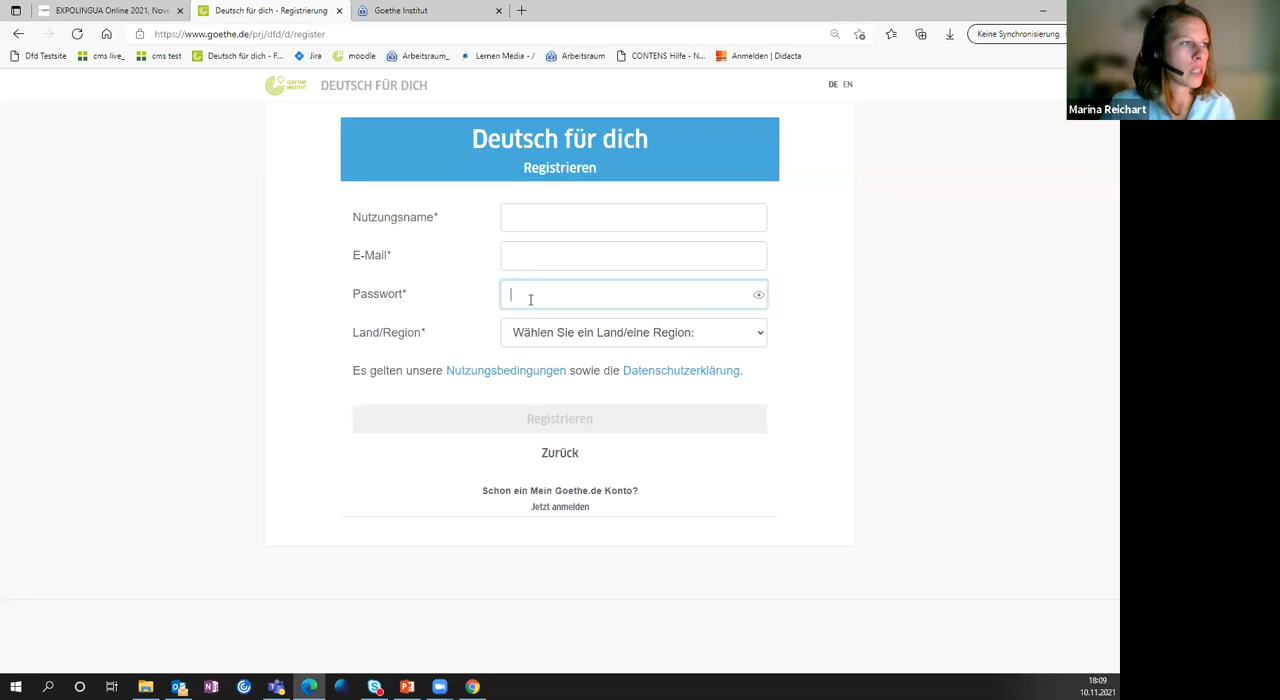 EXPOLINGUA Online 2021, Nove
Deutsch für dich - Registrierung
Goethe Institut
https://www.goethe.de/prj/dfd/d/register
Keine Synchronisierung
Dfd Testsite
cms live_
cms test
Deutsch für dich - F...
Jira
moodle
Arbeitsraum_
Lernen Media - /
Arbeitsraum
CONTENS Hilfe - N...
Anmelden | Didacta
Marina Reichart
GOETHE INSTITUT
DEUTSCH FÜR DICH
DE EN
Deutsch für dich
Registrieren
Nutzungsname*
E-Mail*
Passwort*
Land/Region*
Wählen Sie ein Land/eine Region:
Es gelten unsere Nutzungsbedingungen sowie die Datenschutzerklärung.
Registrieren
Zurück
Schon ein Mein Goethe.de Konto?
Jetzt anmelden
18:09
10.11.2021